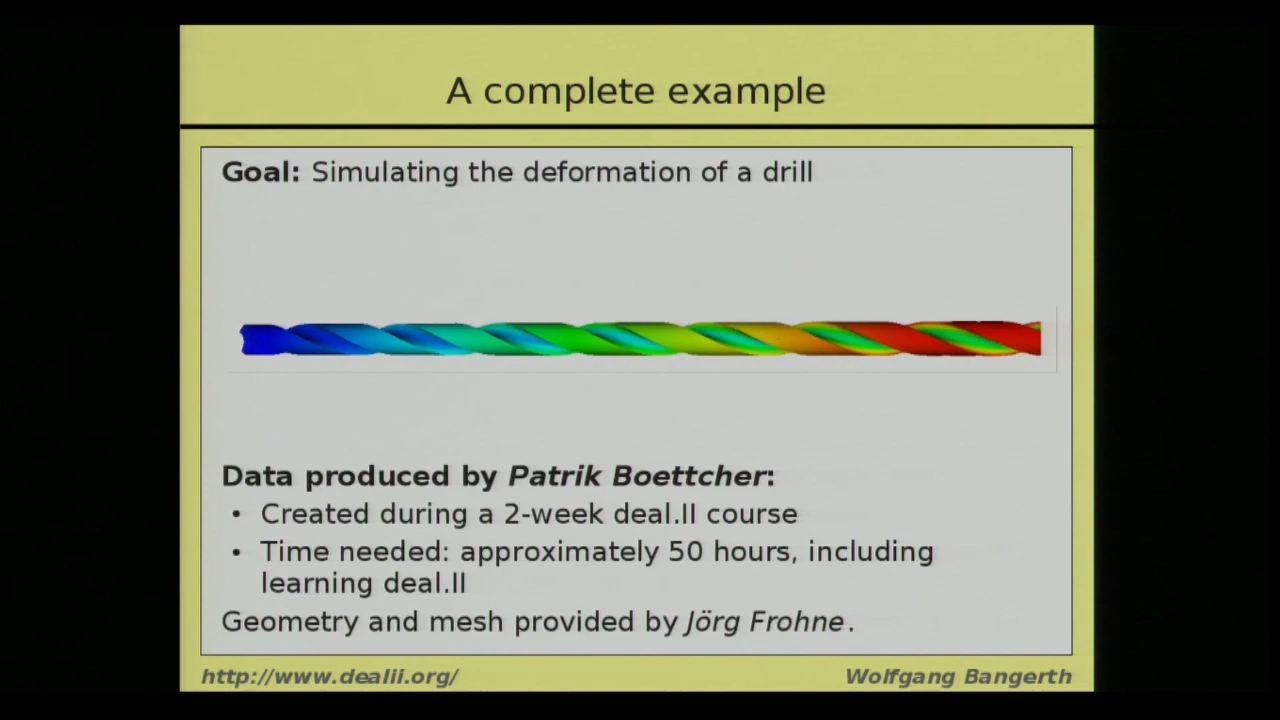 A complete example
Goal: Simulating the deformation of a drill
Data produced by Patrik Boettcher:
• Created during a 2-week deal.II course
• Time needed: approximately 50 hours, including
learning deal.II
Geometry and mesh provided by Jörg Frohne.
http://www.dealii.org/
Wolfgang Bangerth